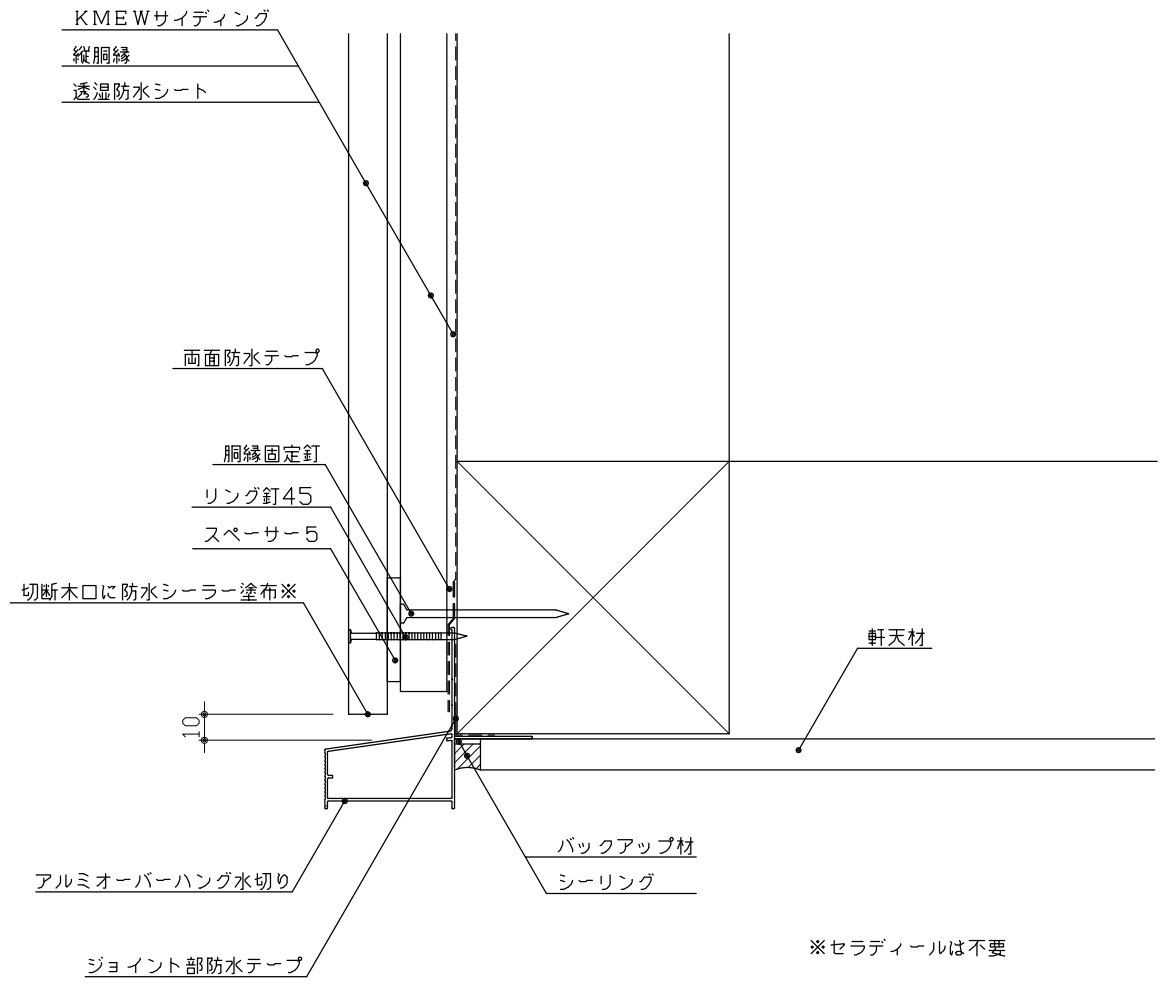 KMEWサイディング
縦胴縁
透湿防水シート
両面防水テープ
胴縁固定釘
リング釘45
スペーサー5
切断木口に防水シーラー塗布※
軒天材
10
バックアップ材
シーリング
アルミオーバーハング水切り
ジョイント部防水テープ
※セラディールは不要